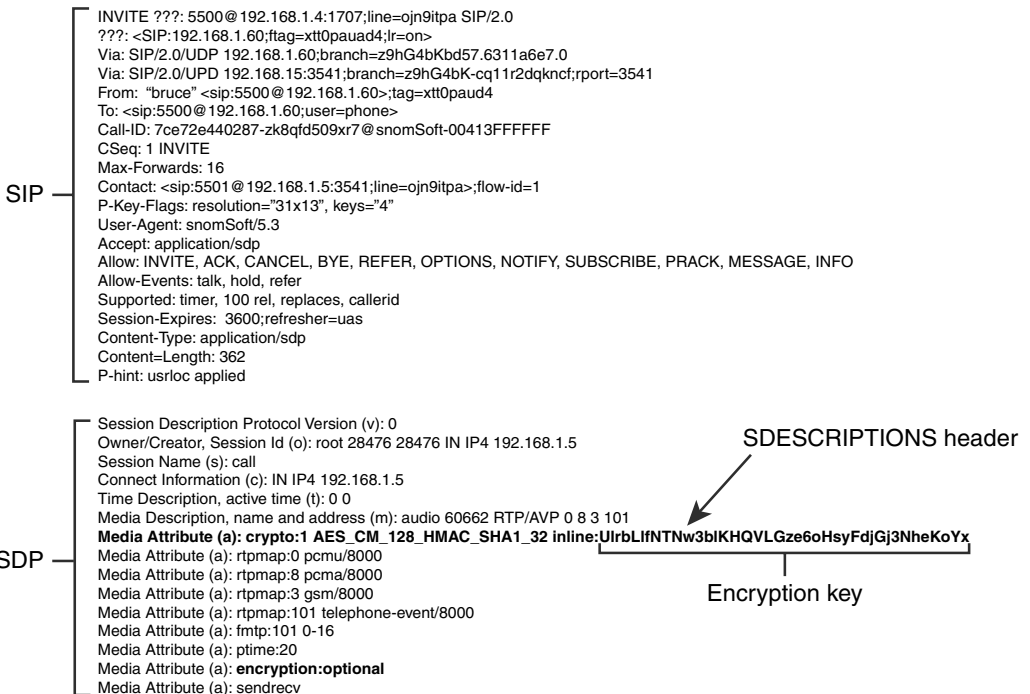 INVITE ???: 5500@192.168.1.4:1707;line=ojn9itpa SIP/2.0
???: <SIP:192.168.1.60;ftag=xtt0pauad4;lr=on>
Via: SIP/2.0/UDP 192.168.1.60;branch=z9hG4bKbd57.6311a6e7.0
Via: SIP/2.0/UPD 192.168.15:3541;branch=z9hG4bK-cq11r2dqkncf;rport=3541
From: “bruce” <sip:5500@192.168.1.60>;tag=xtt0paud4
To: <sip:5500@192.168.1.60;user=phone>
Call-ID: 7ce72e440287-zk8qfd509xr7@snomSoft-00413FFFFFF
CSeq: 1 INVITE
Max-Forwards: 16
SIP
Contact: <sip:5501@192.168.1.5:3541;line=ojn9itpa>;flow-id=1
P-Key-Flags: resolution=”31x13”, keys=”4”
User-Agent: snomSoft/5.3
Accept: application/sdp
Allow: INVITE, ACK, CANCEL, BYE, REFER, OPTIONS, NOTIFY, SUBSCRIBE, PRACK, MESSAGE, INFO
Allow-Events: talk, hold, refer
Supported: timer, 100 rel, replaces, callerid
Session-Expires: 3600;refresher=uas
Content-Type: application/sdp
Content=Length: 362
P-hint: usrloc applied
Session Description Protocol Version (v): 0
Owner/Creator, Session Id (o): root 28476 28476 IN IP4 192.168.1.5
SDESCRIPTIONS header
Session Name (s): call
Connect Information (c): IN IP4 192.168.1.5
Time Description, active time (t): 0 0
Media Description, name and address (m): audio 60662 RTP/AVP 0 8 3 101
Media Attribute (a): crypto:1 AES_CM_128_HMAC_SHA1_32 inline:UIrbLlfNTNw3blKHQVLGze6oHsyFdjGj3NheKoYx
SDP
Media Attribute (a): rtpmap:0 pcmu/8000
Media Attribute (a): rtpmap:8 pcma/8000
Media Attribute (a): rtpmap:3 gsm/8000
Encryption key
Media Attribute (a): rtpmap:101 telephone-event/8000
Media Attribute (a): fmtp:101 0-16
Media Attribute (a): ptime:20
Media Attribute (a): encryption:optional
Media Attribute (a): sendrecv